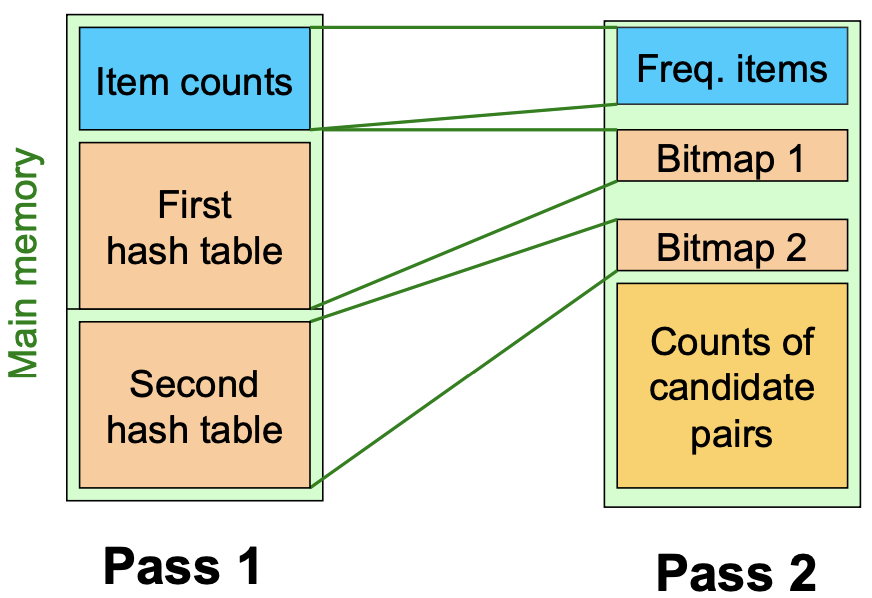 Main memory
Item counts
First
hash table
Second
hash table
Pass 1
Freq. items
Bitmap 1
Bitmap 2
Counts of
candidate
pairs
Pass 2